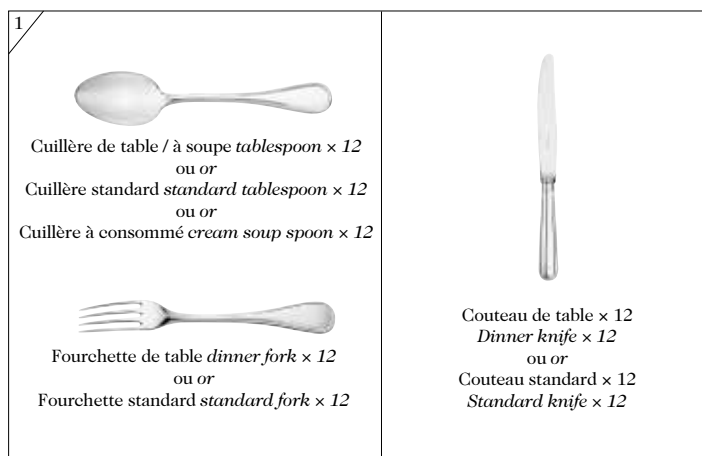 1
Cuillère de table / à soupe tablespoon × 12
ou or
Cuillère standard standard tablespoon × 12
ou or
Cuillère à consommé cream soup spoon × 12
Fourchette de table dinner fork × 12
ou or
Fourchette standard standard fork × 12
Couteau de table × 12
Dinner knife × 12
ou or
Couteau standard × 12
Standard knife × 12